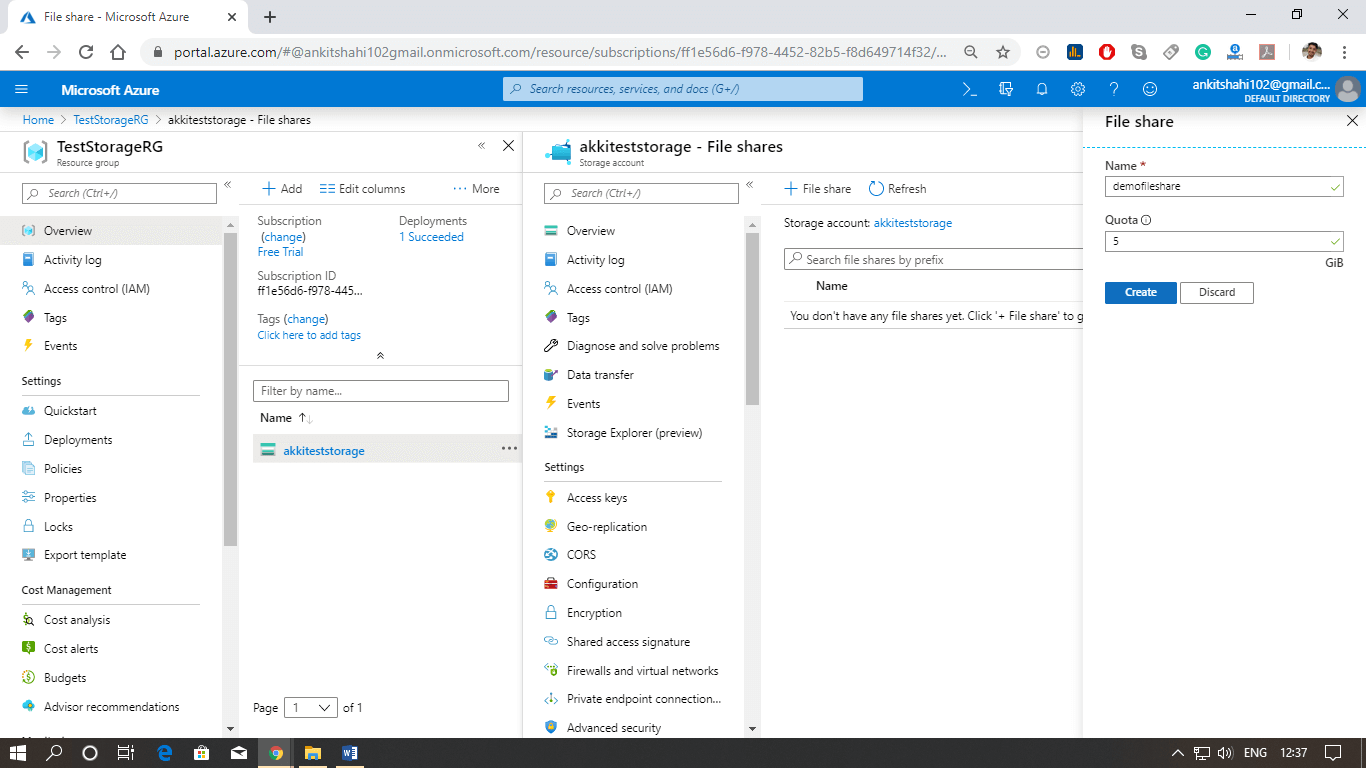 File share - Microsoft Azure
portal.azure.com/#@ankitshahi102gmail.onmicrosoft.com/resource/subscriptions/ff1e56d6-f978-4452-82b5-f8d649714f32/...
Microsoft Azure
Search resources, services, and docs (G+/)
ankitshahi102@gmail.c...
DEFAULT DIRECTORY
Home > TestStorageRG > akkiteststorage - File shares
TestStorageRG
Resource group
Search (Ctrl+/)
Overview
Activity log
Access control (IAM)
Tags
Events
Settings
Quickstart
Deployments
Policies
Properties
Locks
Export template
Cost Management
Cost analysis
Cost alerts
Budgets
Advisor recommendations
+ Add
Edit columns
... More
Subscription
(change)
Free Trial
Deployments
1 Succeeded
Subscription ID
ff1e56d6-f978-445...
Tags (change)
Click here to add tags
Filter by name...
Name
akkiteststorage
Page 1 of 1
akkiteststorage - File shares
Storage account
Search (Ctrl+/)
Overview
Activity log
Access control (IAM)
Tags
Diagnose and solve problems
Data transfer
Events
Storage Explorer (preview)
Settings
Access keys
Geo-replication
CORS
Configuration
Encryption
Shared access signature
Firewalls and virtual networks
Private endpoint connection...
Advanced security
+ File share
Refresh
Storage account: akkiteststorage
Search file shares by prefix
Name
You don't have any file shares yet. Click '+ File share' to g
File share
Name *
demofileshare
Quota
5
GiB
Create
Discard
ENG
12:37